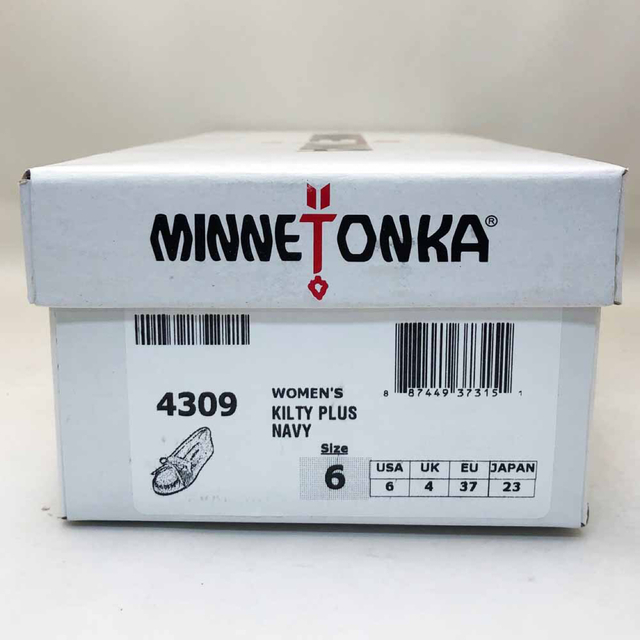 MINNETONKA®
4309
WOMEN'S
KILTY PLUS
NAVY
Size
6
8 87449 37315 1
USA UK EU JAPAN
6 4 37 23